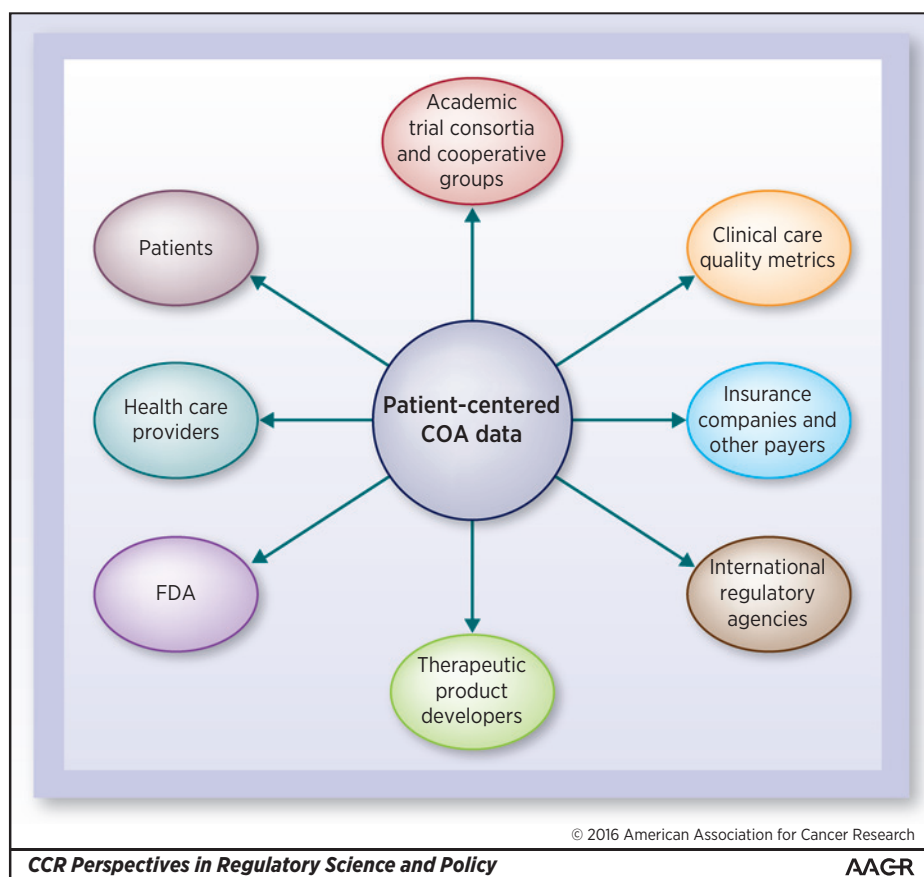 Academic
trial consortia
and cooperative
groups
Patients
Clinical care
quality metrics
Health care
providers
Patient-centered
COA data
Insurance
companies and
other payers
FDA
International
regulatory
agencies
Therapeutic
product
developers
© 2016 American Association for Cancer Research
CCR Perspectives in Regulatory Science and Policy
AACR